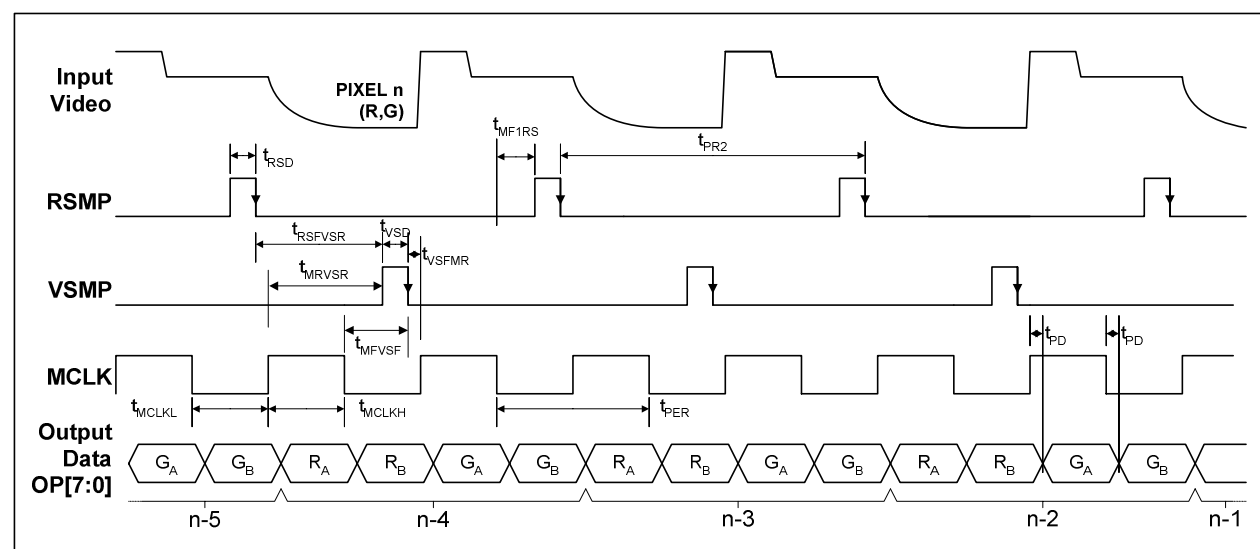 Input
Video
PIXEL n
(R,G)
tMF1RS
tPR2
tRSD
RSMP
tRSFVSR
tVSD
tVSFMR
tMRVSR
VSMP
tMFVSF
tPD
tPD
MCLK
tMCLKL
tMCLKH
tPER
Output
Data
OP[7:0]
GA GB RA RB GA GB RA RB GA GB RA RB GA GB
n-5 n-4 n-3 n-2 n-1